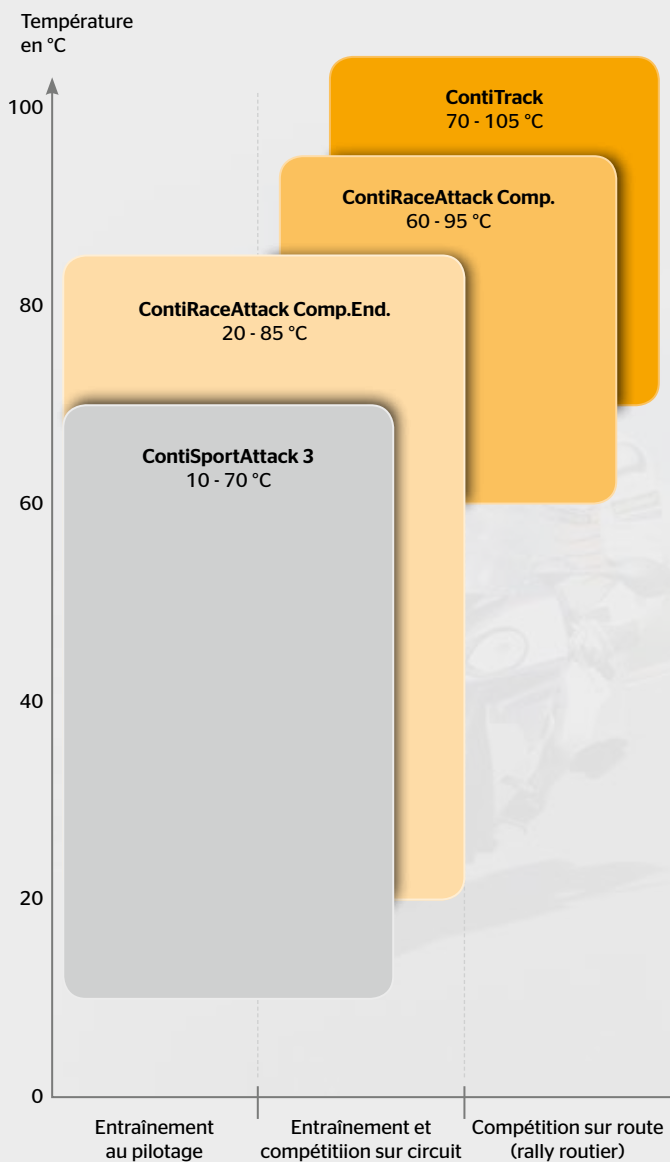 Température
en °C
100
ContiTrack
70 - 105 °C
ContiRaceAttack Comp.
60 - 95 °C
80
ContiRaceAttack Comp.End.
20 - 85 °C
ContiSportAttack 3
10 - 70 °C
60
40
20
0
Entraînement
au pilotage
Entraînement et
compétitiion sur circuit
Compétition sur route
(rally routier)